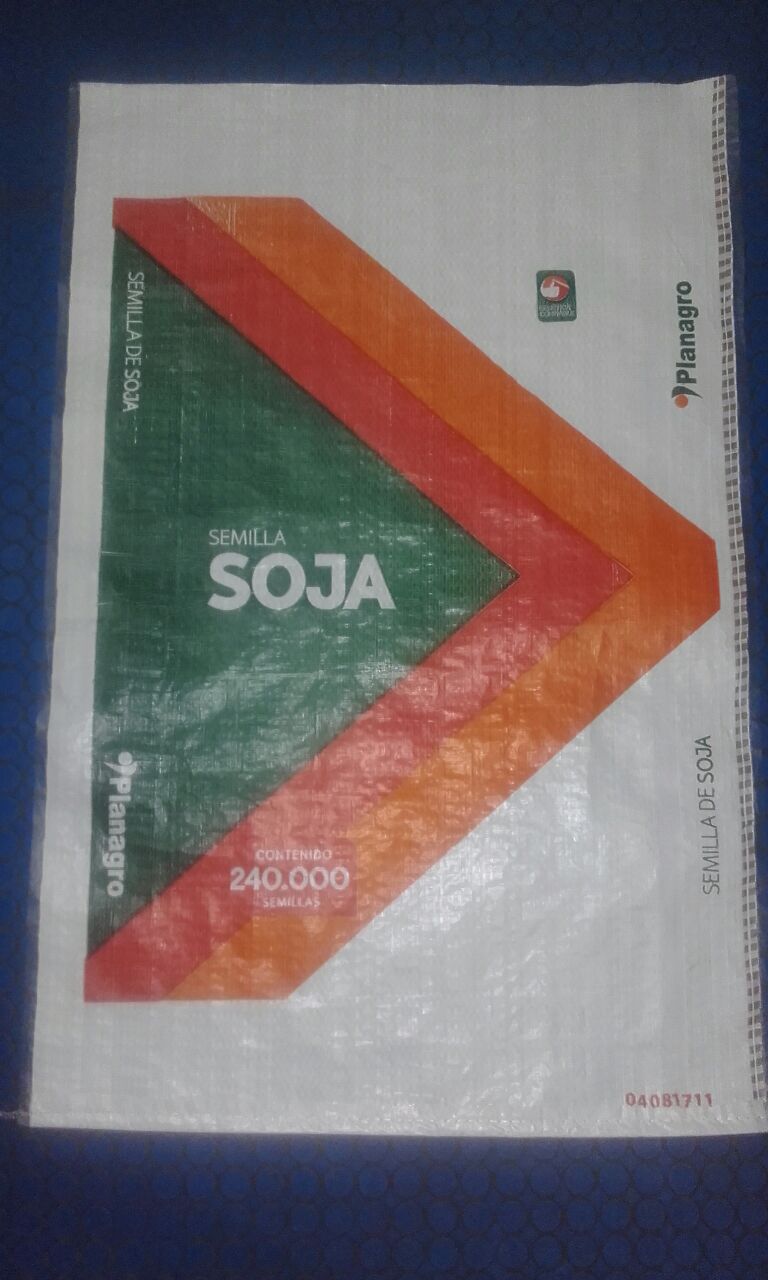 SEMILLA DE SOJA
Planagro
SEMILLA
SOJA
CONTENIDO
240.000
SEMILLAS
Planagro
SEMILLA DE SOJA
04081711